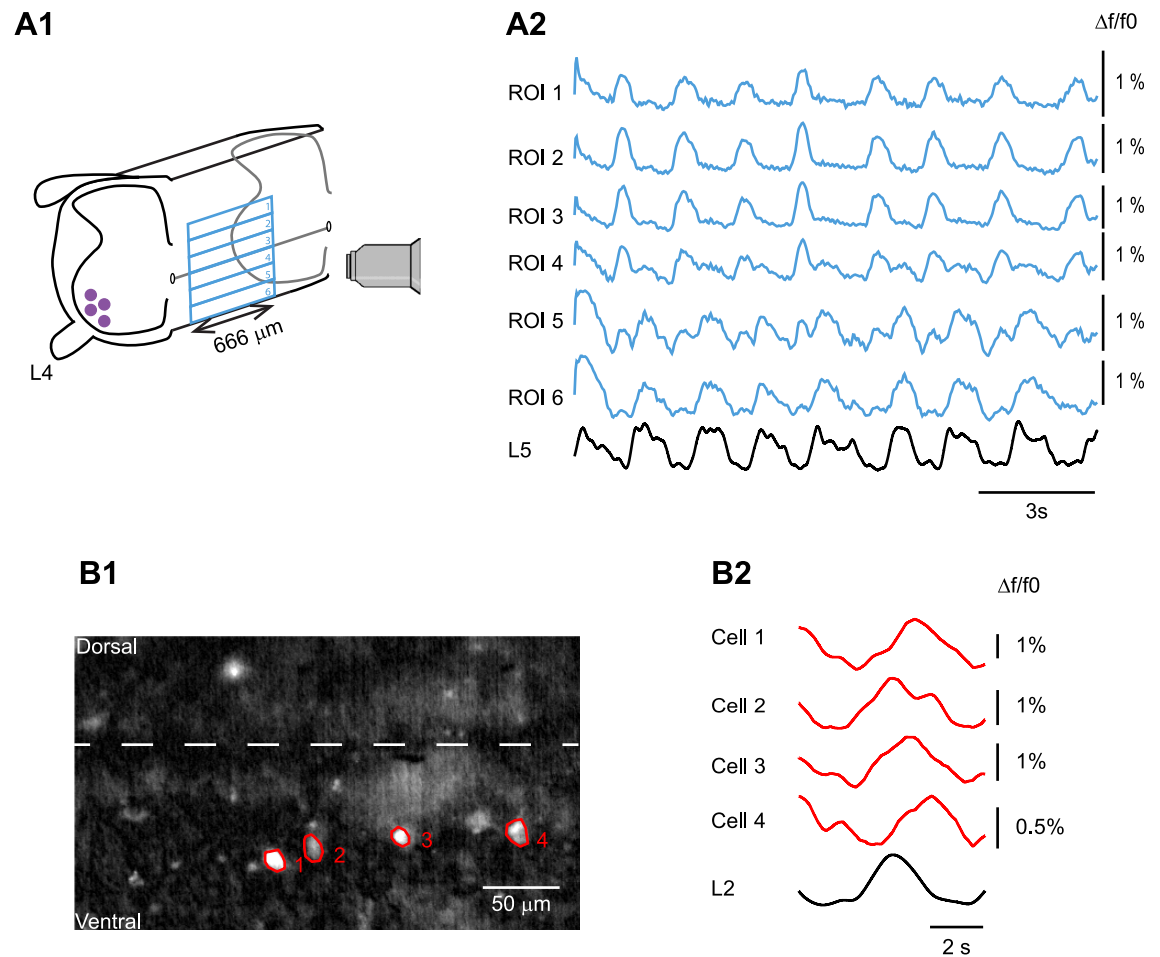 A1
1
2
3
4
5
6
666 µm
L4
A2
Δf/f0
ROI 1
1 %
ROI 2
1 %
ROI 3
1 %
ROI 4
1 %
ROI 5
1 %
ROI 6
1 %
L5
3s
B1
Dorsal
1
2
3
4
50 µm
Ventral
B2
Δf/f0
Cell 1
1%
Cell 2
1%
Cell 3
1%
Cell 4
0.5%
L2
2 s